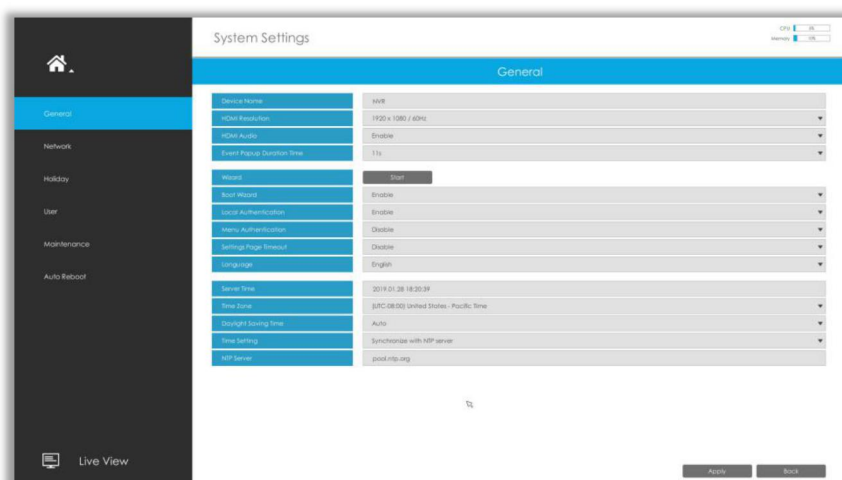 System Settings
CPU
Memory
General
General
Network
Holiday
User
Maintenance
Auto Reboot
Live View
Device Name NVR
HDMI Resolution 1920 x 1080 / 60Hz
HDMI Audio Enable
Event Popup Duration Time 11s
Wizard Start
Boot Wizard Enable
Local Authentication Enable
Menu Authentication Disable
Settings Page Timeout Disable
Language English
Server Time 2019.01.28 18:20:39
Time Zone (UTC-08:00) United States - Pacific Time
Daylight Saving Time Auto
Time Setting Synchronize with NTP server
NTP Server pool.ntp.org
Apply Back